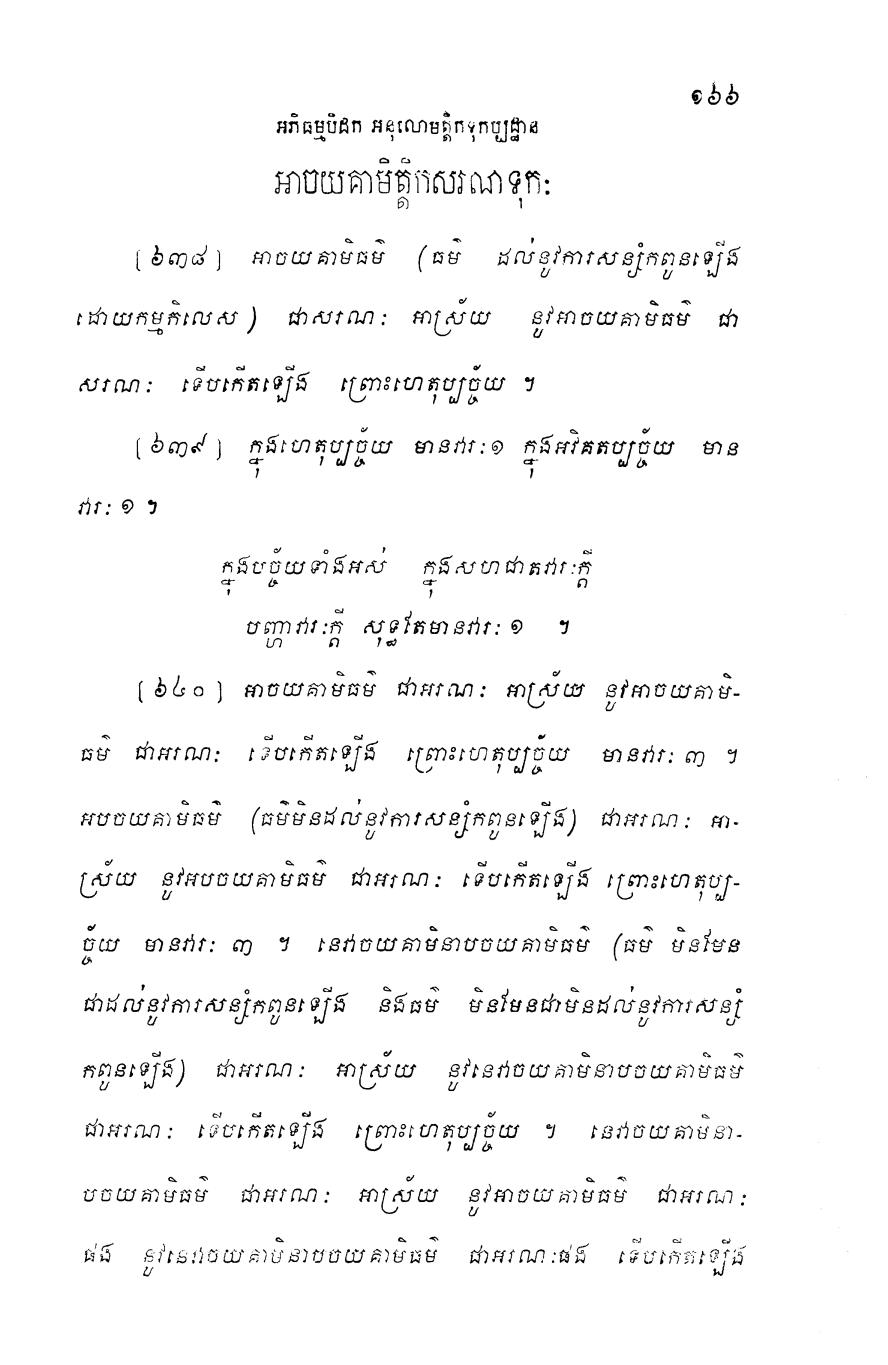 ១៦៦
អភិធម្មបិដក អនុលោមត្តិកទុកប្បដ្ឋាន
អាចយគាមិត្តិកសរណទុកៈ
[៦៣៨] អាចយគាមិធម៌ (ធម៌ ដល់នូវការសន្សំកពូនឡើង
ដោយកម្មកិលេស) ជាសរណៈ អាស្រ័យ នូវអាចយគាមិធម៌ ជា
សរណៈ ទើបកើតឡើង ព្រោះហេតុប្បច្ច័យ ។
[៦៣៩] ក្នុងហេតុប្បច្ច័យ មានវារៈ១ ក្នុងអវិគតប្បច្ច័យ មាន
វារៈ ១ ។
ក្នុងបច្ច័យទាំងអស់ ក្នុងសហជាតវារៈក្តី
បញ្ហាវារៈក្តី សុទ្ធតែមានវារៈ ១ ។
[៦៤០] អាចយគាមិធម៌ ជាអរណៈ អាស្រ័យ នូវអាចយគាមិ-
ធម៌ ជាអរណៈ ទើបកើតឡើង ព្រោះហេតុប្បច្ច័យ មានវារៈ ៣ ។
អបចយគាមិធម៌ (ធម៌មិនដល់នូវការសន្សំកពូនឡើង) ជាអរណៈ អា-
ស្រ័យ នូវអបចយគាមិធម៌ ជាអរណៈ ទើបកើតឡើង ព្រោះហេតុប្ប-
ច្ច័យ មានវារៈ ៣ ។ នេវាចយគាមិនាបចយគាមិធម៌ (ធម៌ មិនមែន
ជាដល់នូវការសន្សំកពូនឡើង និងធម៌ មិនមែនជាមិនដល់នូវការសន្សំ
កពូនឡើង) ជាអរណៈ អាស្រ័យ នូវនេវាចយគាមិនាបចយគាមិធម៌
ជាអរណៈ ទើបកើតឡើង ព្រោះហេតុប្បច្ច័យ ។ នេវាចយគាមិនា-
បចយគាមិធម៌ ជាអរណៈ អាស្រ័យ នូវអាចយគាមិធម៌ ជាអរណៈ
ផង នូវនេវាចយគាមិនាបចយគាមិធម៌ ជាអរណៈផង ទើបកើតឡើង